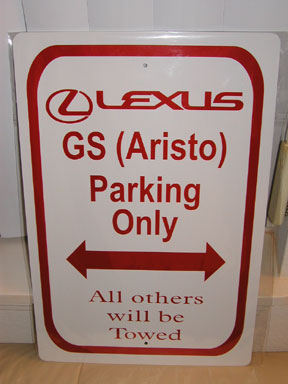 LEXUS
GS (Aristo)
Parking
Only
All others
will be
Towed